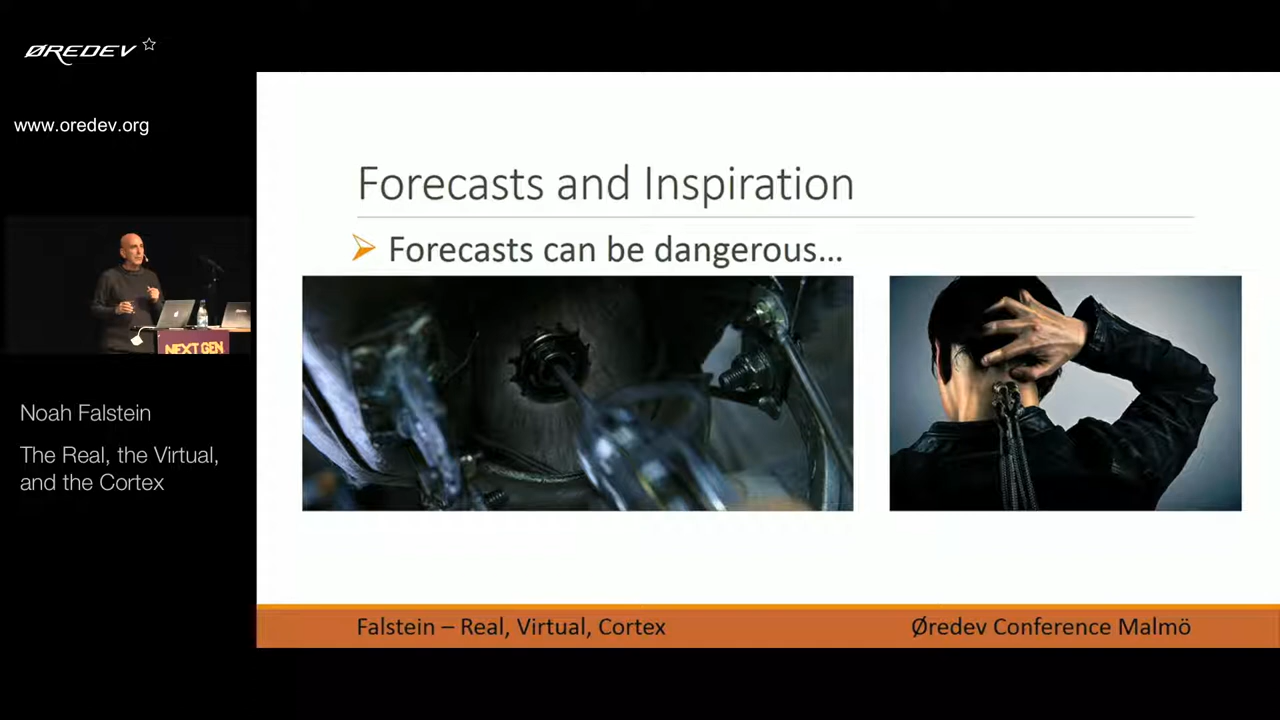 ØREDEV
www.oredev.org
Forecasts and Inspiration
Forecasts can be dangerous...
NEXT GEN
Noah Falstein
The Real, the Virtual,
and the Cortex
Falstein – Real, Virtual, Cortex
Øredev Conference Malmö